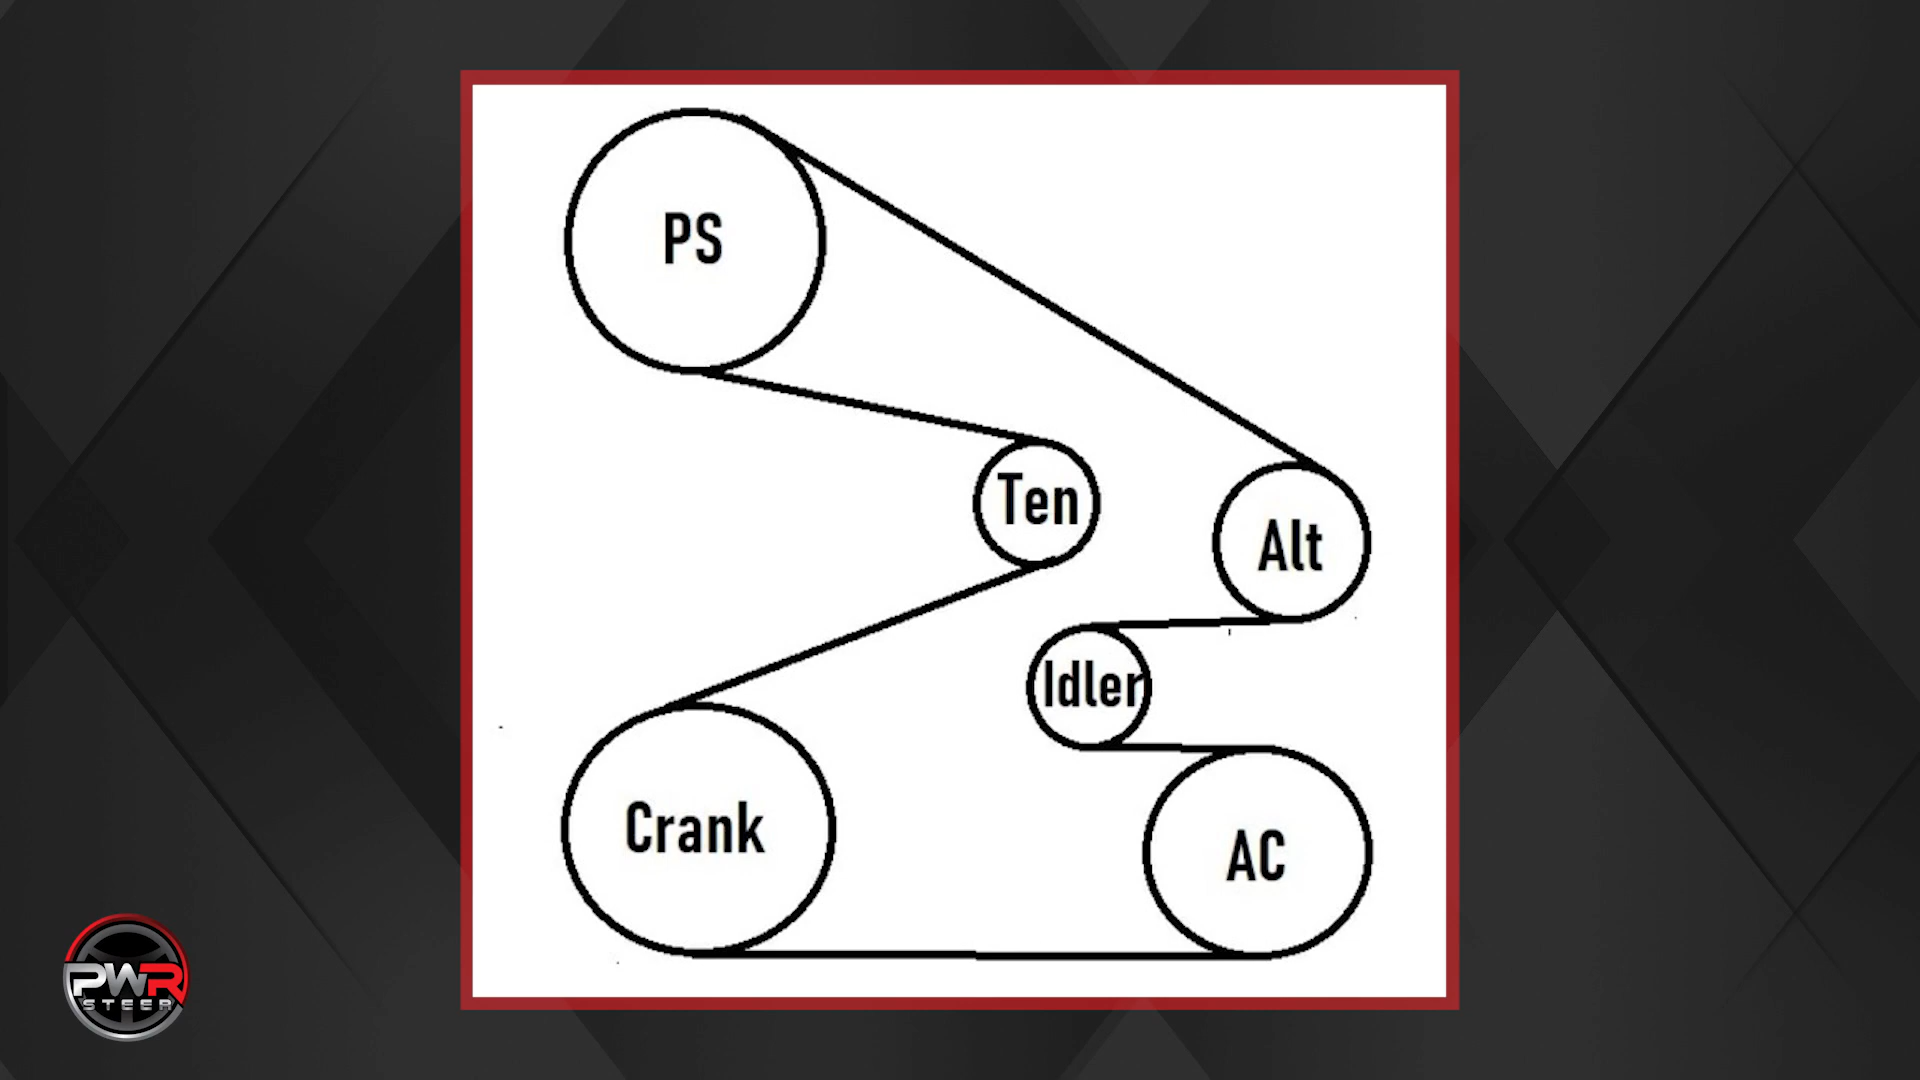 PS
Ten
Alt
Idler
Crank
AC
PWR
STEER